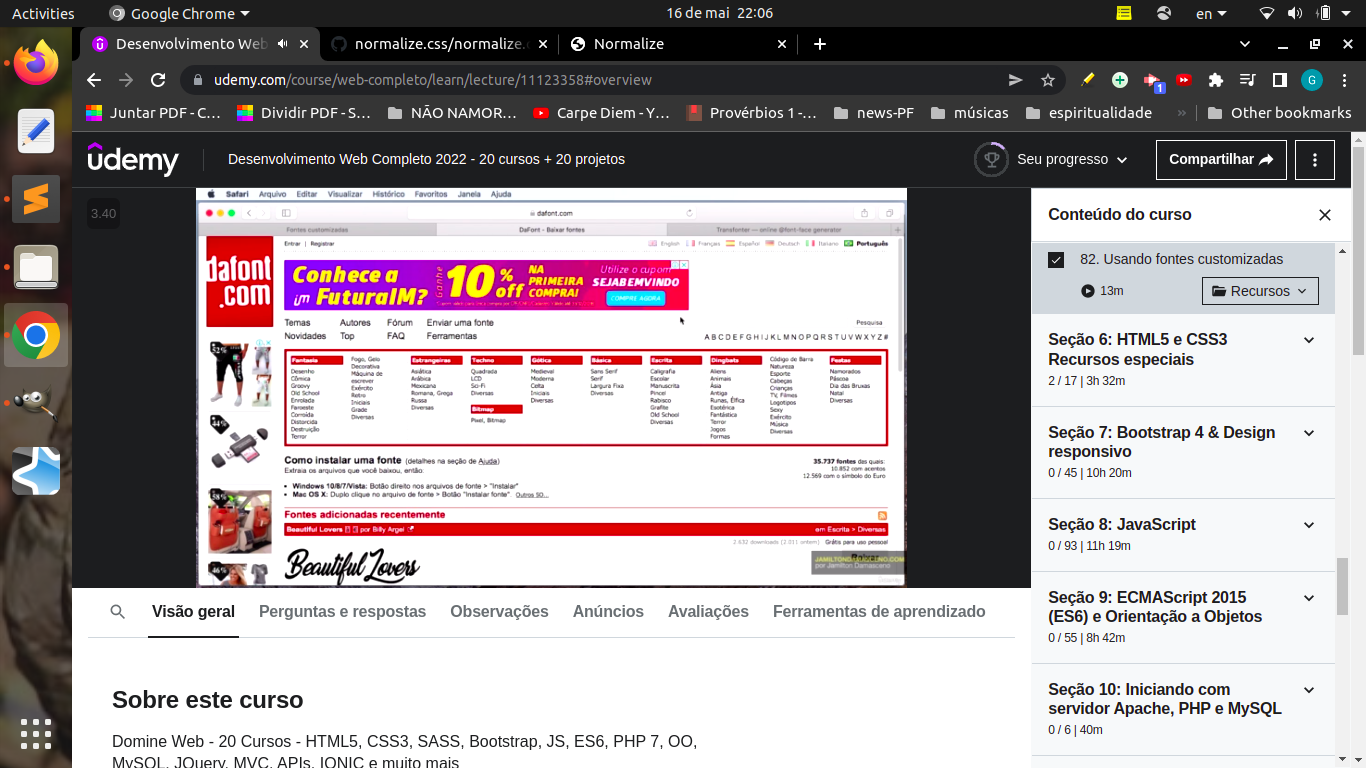 Activities
Google Chrome
16 de mai 22:06
en
Desenvolvimento Web
normalize.css/normalize.c
Normalize
udemy.com/course/web-completo/learn/lecture/11123358#overview
1
G
Juntar PDF - C…
Dividir PDF - S…
NÃO NAMOR…
Carpe Diem - Y…
Provérbios 1 -…
news-PF
músicas
espiritualidade
»
Other bookmarks
udemy
Desenvolvimento Web Completo 2022 - 20 cursos + 20 projetos
Seu progresso
Compartilhar
3.40
Safari Arquivo Editar Visualizar Histórico Favoritos Janela Ajuda
dafont.com
Fontes customizadas
DaFont - Baixar fontes
Transfonter — online @font-face generator
dafont
.com
Entrar | Registrar
English Français Español Deutsch Italiano Português
Conhece a
FuturaIM?
Ganhe
10% off
NA
PRIMEIRA
COMPRA!
Utilize o cupom
SEJABEMVINDO
COMPRE AGORA
Temas Autores Fórum Enviar uma fonte
Novidades Top FAQ Ferramentas
Pesquisa
A B C D E F G H I J K L M N O P Q R S T U V W X Y Z #
Fantasia
Desenho
Cômica
Groovy
Old School
Enrolada
Faroeste
Corroída
Distorcida
Destruição
Terror
Fogo, Gelo
Decorativa
Máquina de
escrever
Exército
Retro
Iniciais
Grade
Diversas
Estrangeiras
Asiática
Arábica
Mexicana
Romana, Grega
Russa
Diversas
Techno
Quadrada
LCD
Sci-Fi
Diversas
Bitmap
Pixel, Bitmap
Gótica
Medieval
Moderna
Celta
Iniciais
Diversas
Básica
Sans Serif
Serif
Largura Fixa
Diversas
Escrita
Caligrafia
Escolar
Manuscrita
Pincel
Rabisco
Grafite
Old School
Diversas
Dingbats
Aliens
Animais
Ásia
Antiga
Runas, Élfica
Esotérica
Fantástica
Terror
Jogos
Formas
Código de Barra
Natureza
Esporte
Cabeças
Crianças
TV, Filmes
Logotipos
Sexy
Exército
Música
Diversas
Festas
Namorados
Páscoa
Dia das Bruxas
Natal
Diversas
52%
44%
38%
46%
Como instalar uma fonte (detalhes na seção de Ajuda)
Extraia os arquivos que você baixou, então:
• Windows 10/8/7/Vista: Botão direito nos arquivos de fonte > "Instalar"
• Mac OS X: Duplo clique no arquivo de fonte > Botão "Instalar fonte". Outros SO...
35.737 fontes das quais:
10.852 com acentos
12.569 com o símbolo do Euro
Fontes adicionadas recentemente
Beautiful Lovers por Billy Argel
em Escrita > Diversas
2.632 downloads (2.011 ontem) Grátis para uso pessoal
Beautiful Lovers
Baixar
por Jamilton Damasceno
Udemy
Conteúdo do curso
82. Usando fontes customizadas
13m
Recursos
Seção 6: HTML5 e CSS3
Recursos especiais
2 / 17 | 3h 32m
Seção 7: Bootstrap 4 & Design
responsivo
0 / 45 | 10h 20m
Seção 8: JavaScript
0 / 93 | 11h 19m
Seção 9: ECMAScript 2015
(ES6) e Orientação a Objetos
0 / 55 | 8h 42m
Seção 10: Iniciando com
servidor Apache, PHP e MySQL
0 / 6 | 40m
Visão geral
Perguntas e respostas
Observações
Anúncios
Avaliações
Ferramentas de aprendizado
Sobre este curso
Domine Web - 20 Cursos - HTML5, CSS3, SASS, Bootstrap, JS, ES6, PHP 7, OO,
MySQL, JQuery, MVC, APIs, IONIC e muito mais